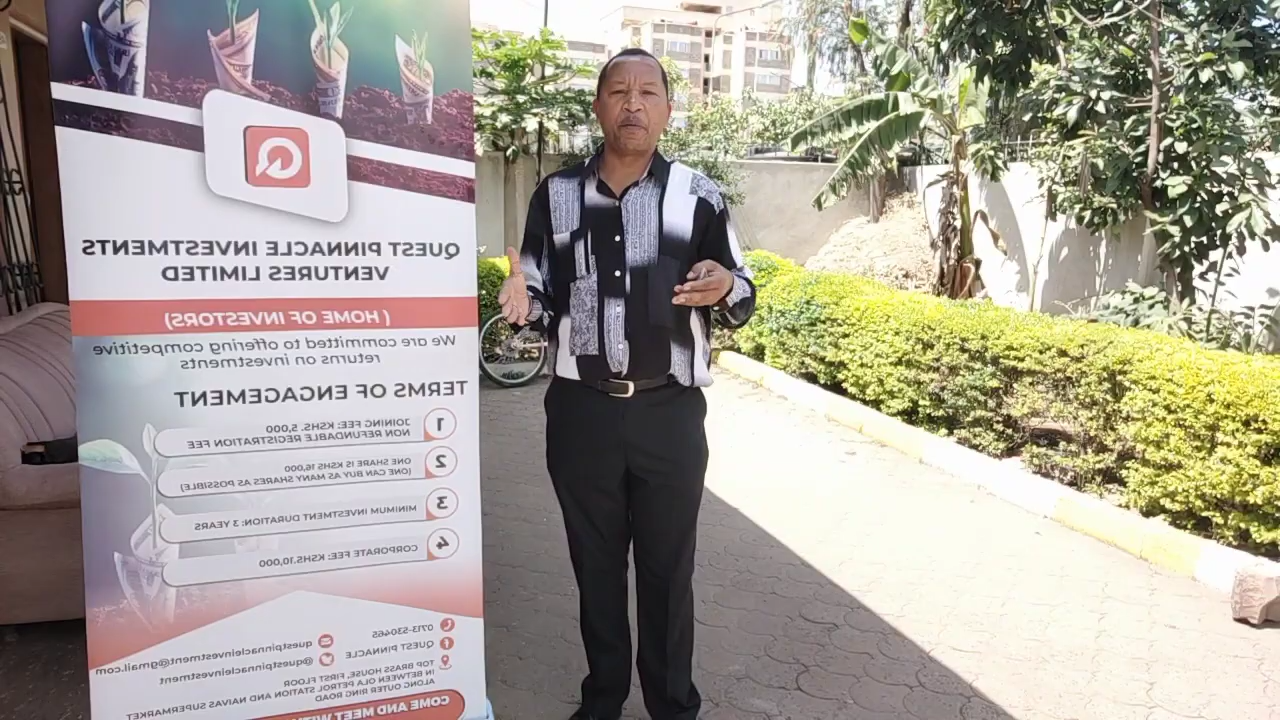 QUEST PINNACLE INVESTMENTS
VENTURES LIMITED
( HOME OF INVESTORS)
We are committed to offering competitive
returns on investments
TERMS OF ENGAGEMENT
1
JOINING FEE: KSHS. 5,000
NON REFUNDABLE REGISTRATION FEE
2
ONE SHARE IS KSHS 16,000
(ONE CAN BUY AS MANY SHARES AS POSSIBLE)
3
MINIMUM INVESTMENT DURATION: 3 YEARS
4
CORPORATE FEE: KSHS.10,000
0713-530465
questpinnacleinvestment@gmail.com
QUEST PINNACLE
@questpinnacleinvestment
TOP BRASS HOUSE, FIRST FLOOR
IN BETWEEN OLA PETROL STATION AND NAIVAS SUPERMARKET
ALONG OUTER RING ROAD
COME AND MEET WITH